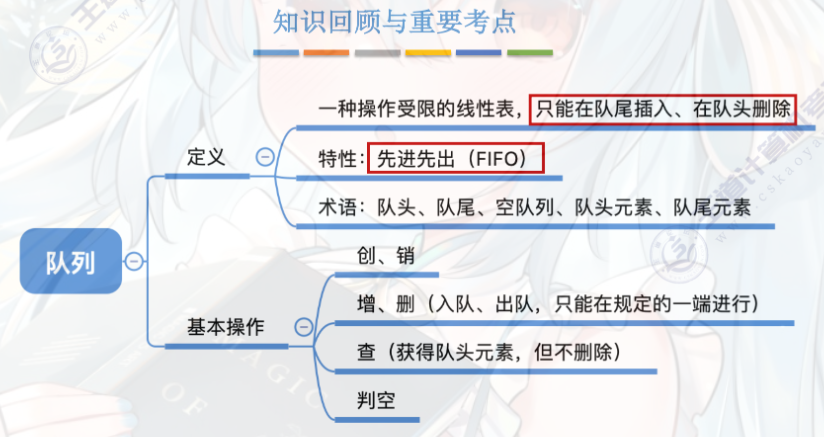 知识回顾与重要考点
一种操作受限的线性表，只能在队尾插入、在队头删除
定义
特性：先进先出（FIFO）
术语：队头、队尾、空队列、队头元素、队尾元素
队列
创、销
增、删（入队、出队，只能在规定的一端进行）
基本操作
查（获得队头元素，但不删除）
判空
MAGIC
OF